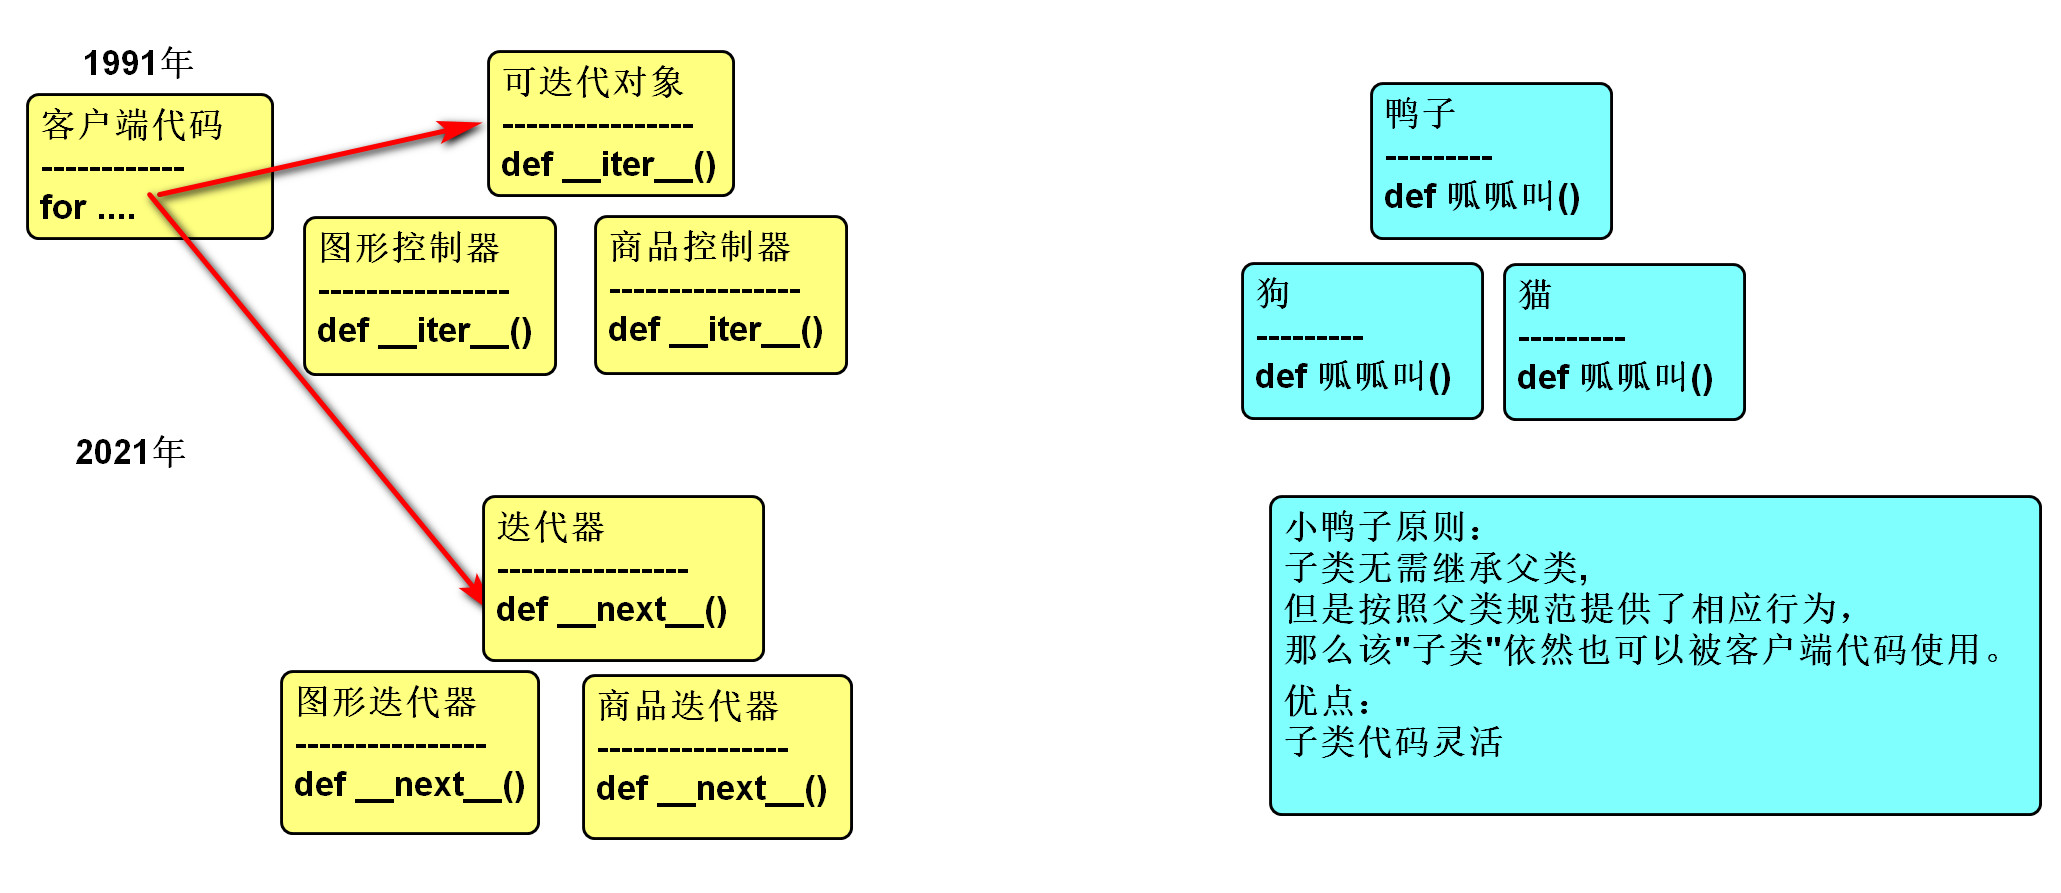 1991年
客户端代码
------------
for ....
可迭代对象
----------------
def __iter__()
图形控制器
----------------
def __iter__()
商品控制器
----------------
def __iter__()
2021年
迭代器
----------------
def __next__()
图形迭代器
----------------
def __next__()
商品迭代器
----------------
def __next__()
鸭子
---------
def 呱呱叫()
狗
---------
def 呱呱叫()
猫
---------
def 呱呱叫()
小鸭子原则：
子类无需继承父类,
但是按照父类规范提供了相应行为，
那么该"子类"依然也可以被客户端代码使用。
优点：
子类代码灵活